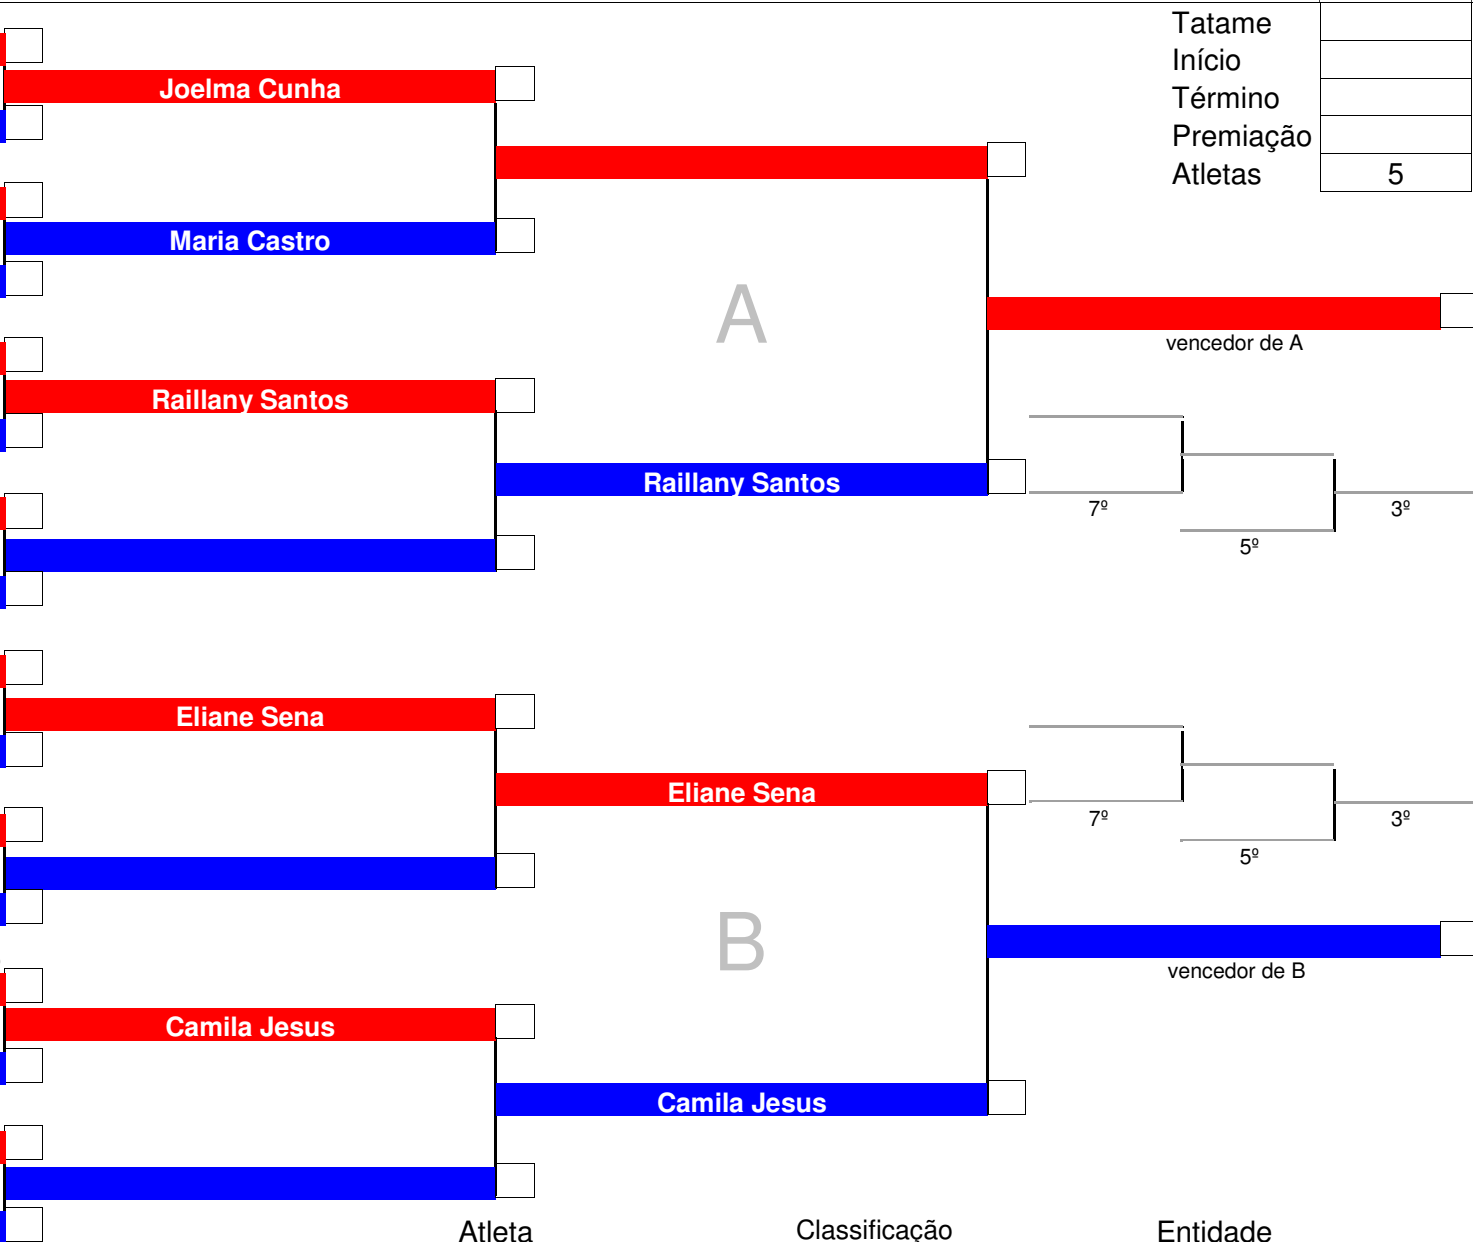 Tatame
Início
Término
Premiação
Atletas 5
Joelma Cunha
Maria Castro
A
vencedor de A
Raillany Santos
Raillany Santos
7º
3º
5º
Eliane Sena
Eliane Sena
7º
3º
5º
B
vencedor de B
Camila Jesus
Camila Jesus
Atleta Classificação Entidade